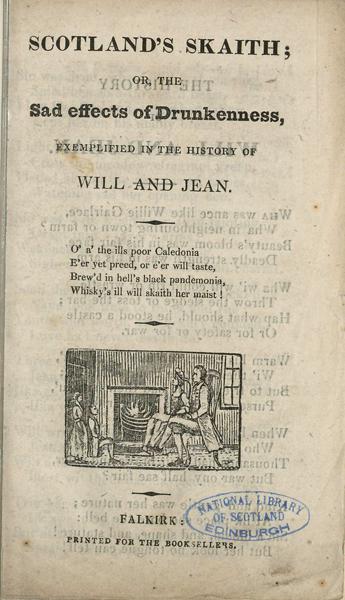 SCOTLAND'S SKAITH;
OR, THE
Sad effects of Drunkenness,
EXEMPLIFIED IN THE HISTORY OF
WILL AND JEAN.
O' a' the ills poor Caledonia
E'er yet preed, or e'er will taste,
Brew'd in hell's black pandemonia,
Whisky's ill will skaith her maist!
NATIONAL LIBRARY
OF SCOTLAND
EDINBURGH
FALKIRK:
PRINTED FOR THE BOOKSELLERS.